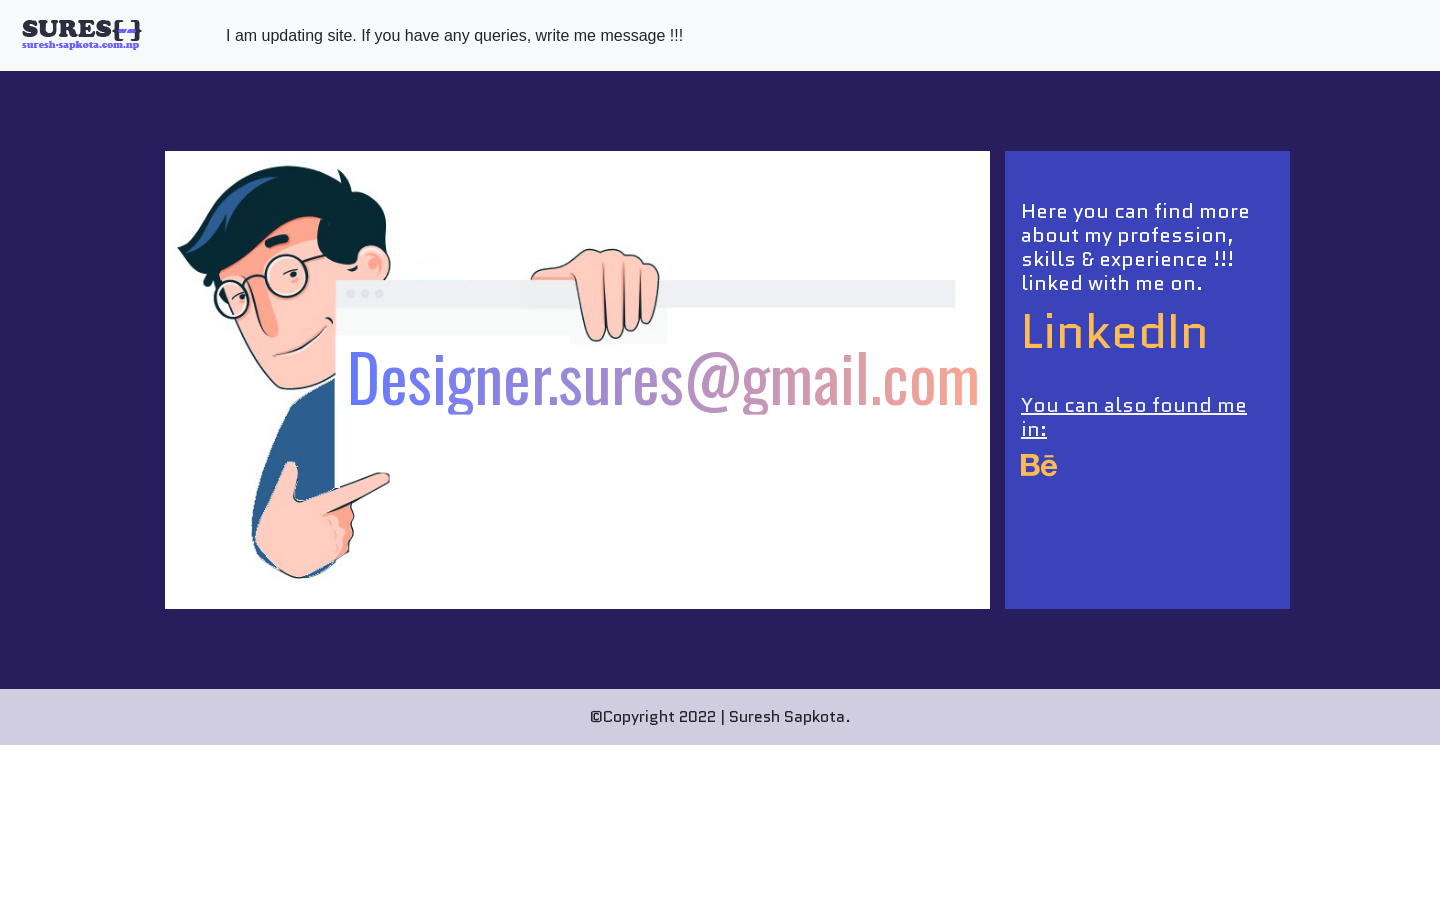 SURES{--}
suresh-sapkota.com.np
I am updating site. If you have any queries, write me message !!!
Designer.sures@gmail.com
Here you can find more
about my profession,
skills & experience !!!
linked with me on.
LinkedIn
You can also found me
in:
Bē
©Copyright 2022 | Suresh Sapkota.